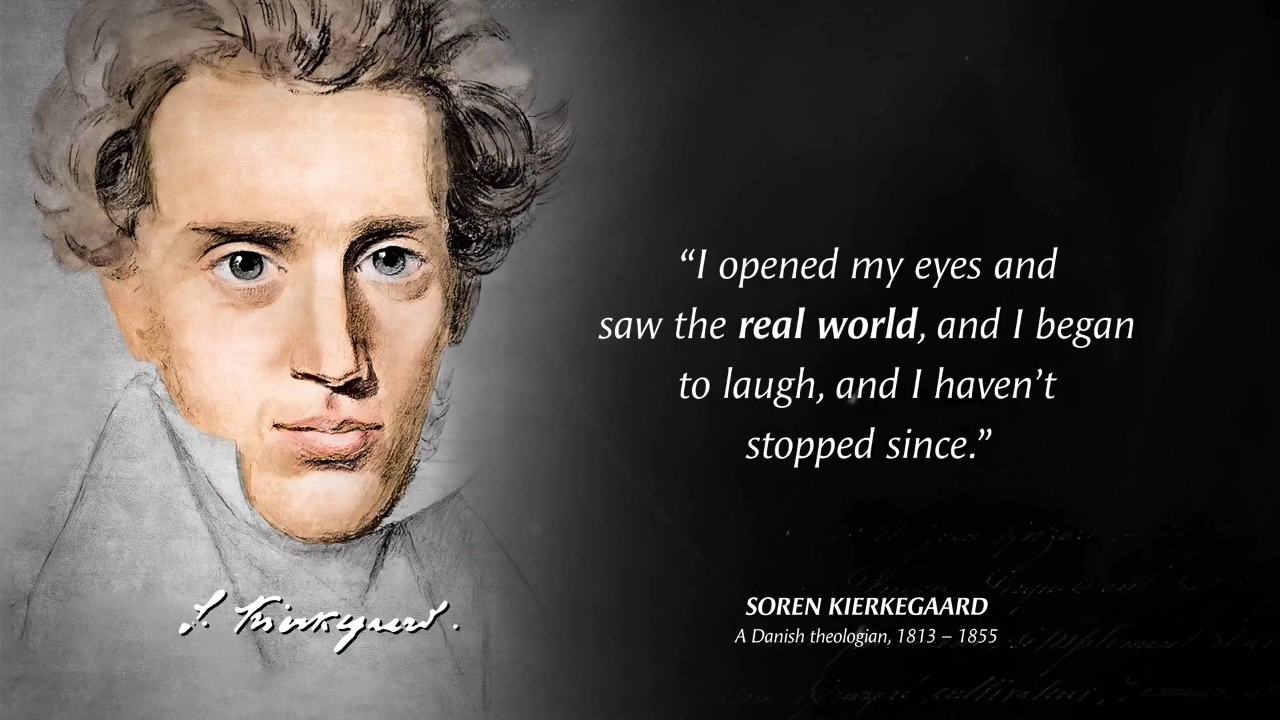 “I opened my eyes and
saw the real world, and I began
to laugh, and I haven’t
stopped since.”
S. Kierkegaard.
SOREN KIERKEGAARD
A Danish theologian, 1813 – 1855